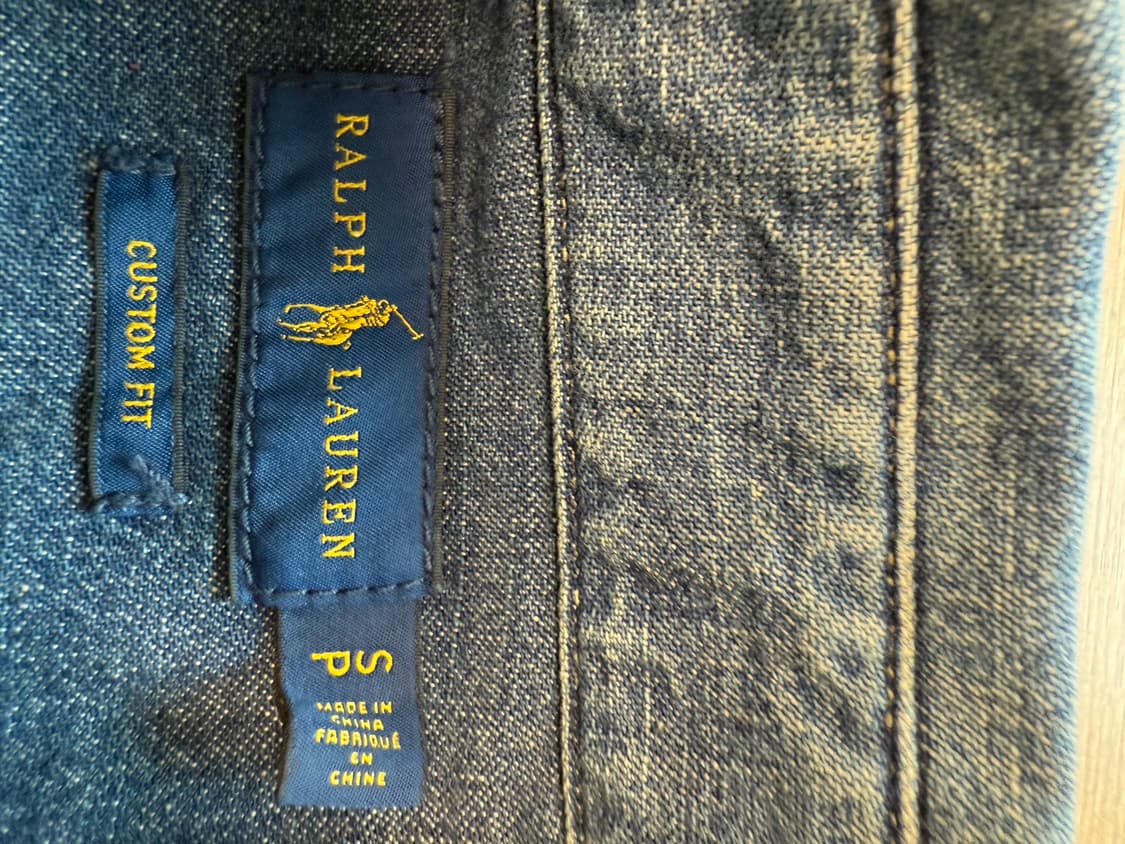 RALPH LAUREN
S
P
MADE IN
CHINA
FABRIQUÉ
EN
CHINE
CUSTOM FIT